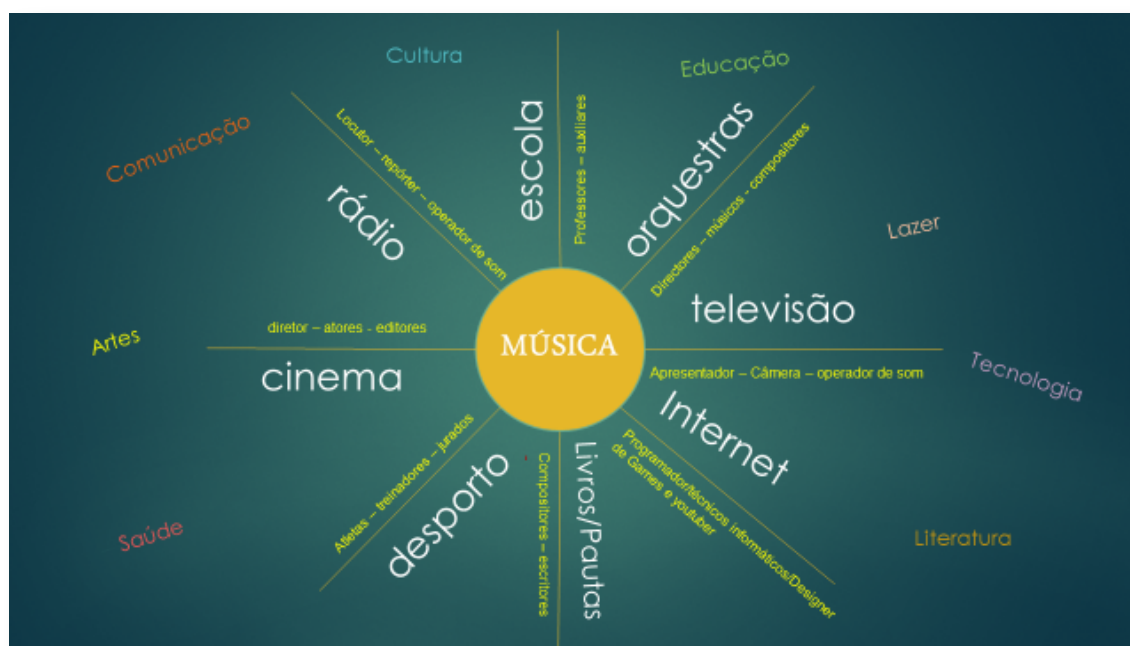 Cultura
Educação
Comunicação
Locutor – repórter – operador de som
rádio
escola
Professores – auxiliares
orquestras
Directores – músicos - compositores
Lazer
televisão
Artes
diretor – atores - editores
cinema
MÚSICA
Apresentador – Câmera – operador de som
Tecnologia
Internet
Programador/técnicos informáticos/Designer
de Games e youtuber
Atletas – treinadores – jurados
desporto
Compositores – escritores
Livros/Pautas
Saúde
Literatura